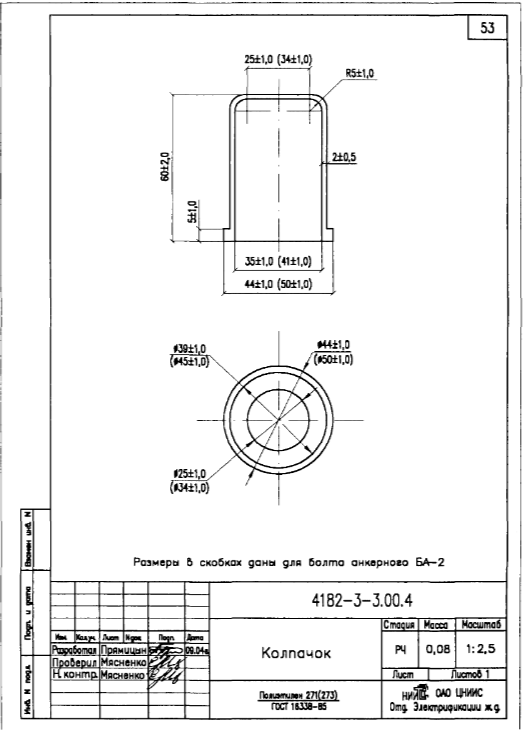 53
25±1,0 (34±1,0)
R5±1,0
2±0,5
60±2,0
5±1,0
35±1,0 (41±1,0)
44±1,0 (50±1,0)
ø39±1,0
(ø45±1,0)
ø44±1,0
(ø50±1,0)
ø25±1,0
(ø34±1,0)
Размеры в скобках даны для болта анкерного БА-2
Взамен инв. N
Подп. и дата
Инв. N подл.
4182-3-3.00.4
Изм. Кол.уч. Лист Nдок. Подп. Дата
Разработал Прямицын 09.04г.
Проверил Мясненко
Н. контр. Мясненко
Колпачок
Стадия Масса Масштаб
РЧ 0,08 1:2,5
Лист Листов 1
Полиэтилен 271(273)
ГОСТ 16338-85
НИИ ОАО ЦНИИС
Отд. Электрификации ж.д.